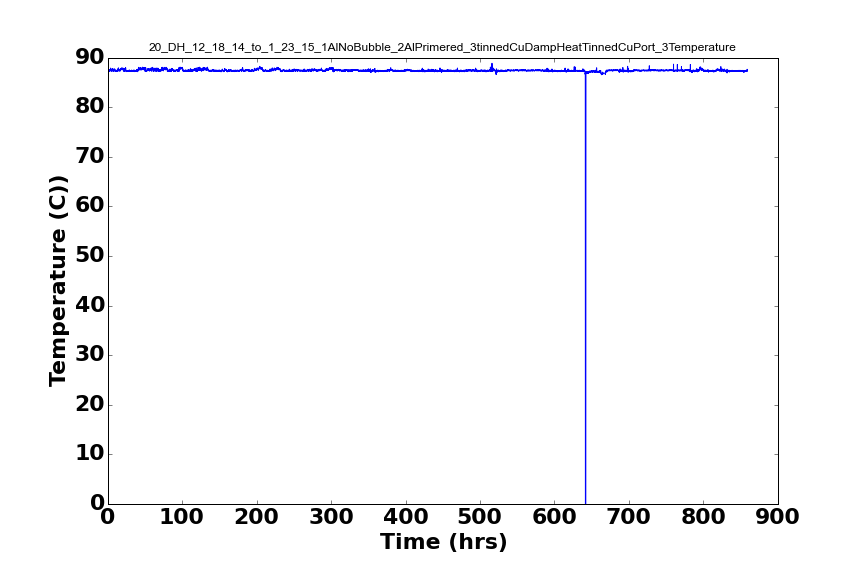 20_DH_12_18_14_to_1_23_15_1AlNoBubble_2AlPrimered_3tinnedCuDampHeatTinnedCuPort_3Temperature
90
80
70
60
50
40
30
20
10
0
Temperature (C))
0 100 200 300 400 500 600 700 800 900
Time (hrs)